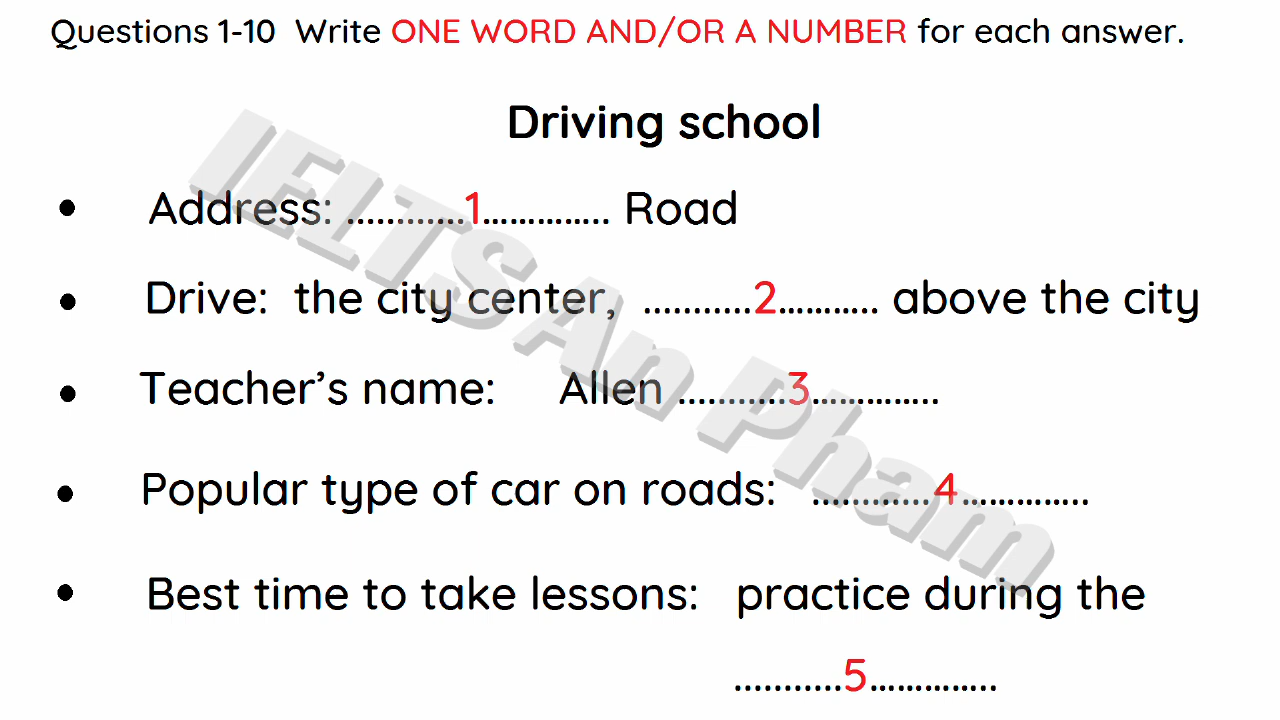 Questions 1-10 Write ONE WORD AND/OR A NUMBER for each answer.
Driving school
• Address: ............1.............. Road
• Drive: the city center, ...........2........... above the city
• Teacher's name: Allen ...........3.............
• Popular type of car on roads: ............4.............
• Best time to take lessons: practice during the
...........5.............
IELTS An Pham